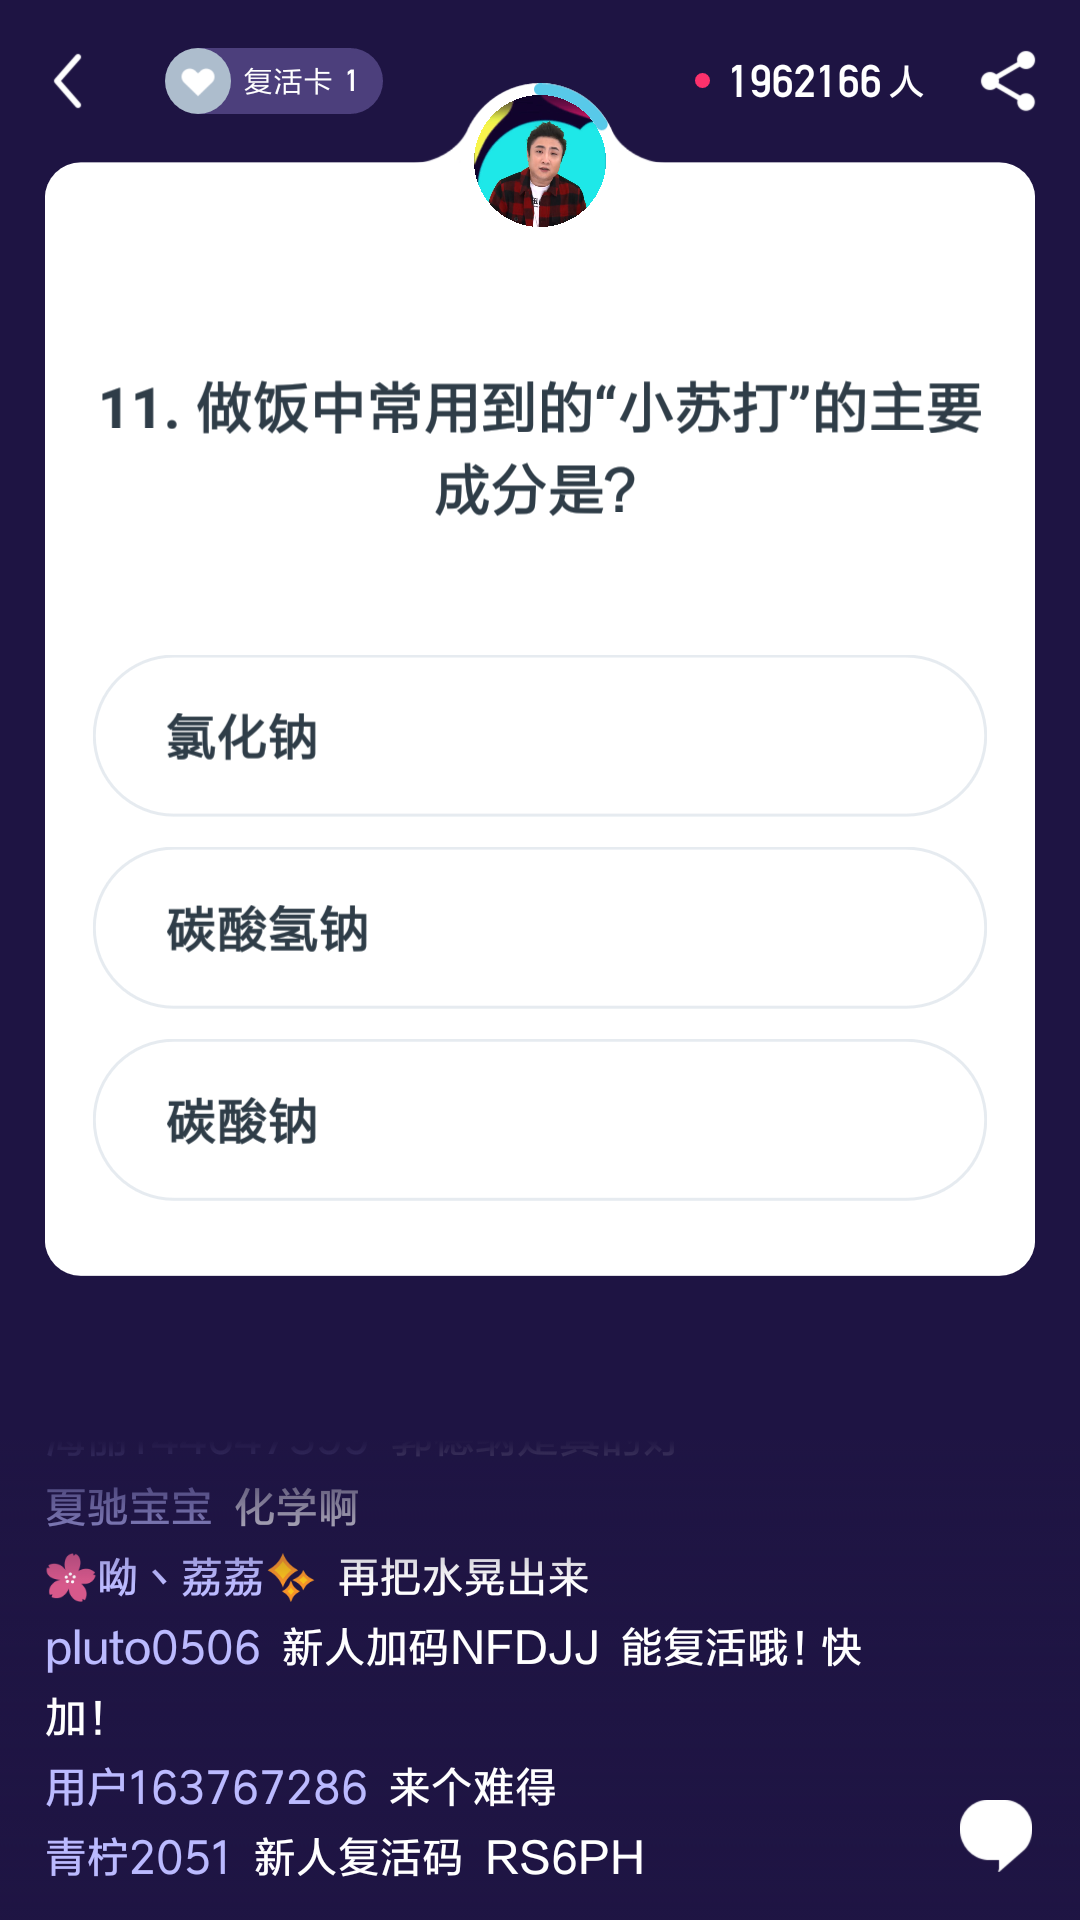 复活卡 1
1962166 人
11. 做饭中常用到的“小苏打”的主要
成分是?
氯化钠
碳酸氢钠
碳酸钠
夏驰宝宝 化学啊
🌸呦丶荔荔✨ 再把水晃出来
pluto0506 新人加码NFDJJ 能复活哦！快
加！
用户163767286 来个难得
青柠2051 新人复活码 RS6PH